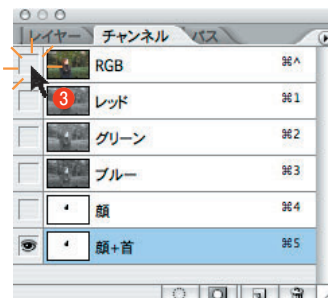 レイヤー チャンネル パス
RGB ⌘^
3 レッド ⌘1
グリーン ⌘2
ブルー ⌘3
顔 ⌘4
顔+首 ⌘5